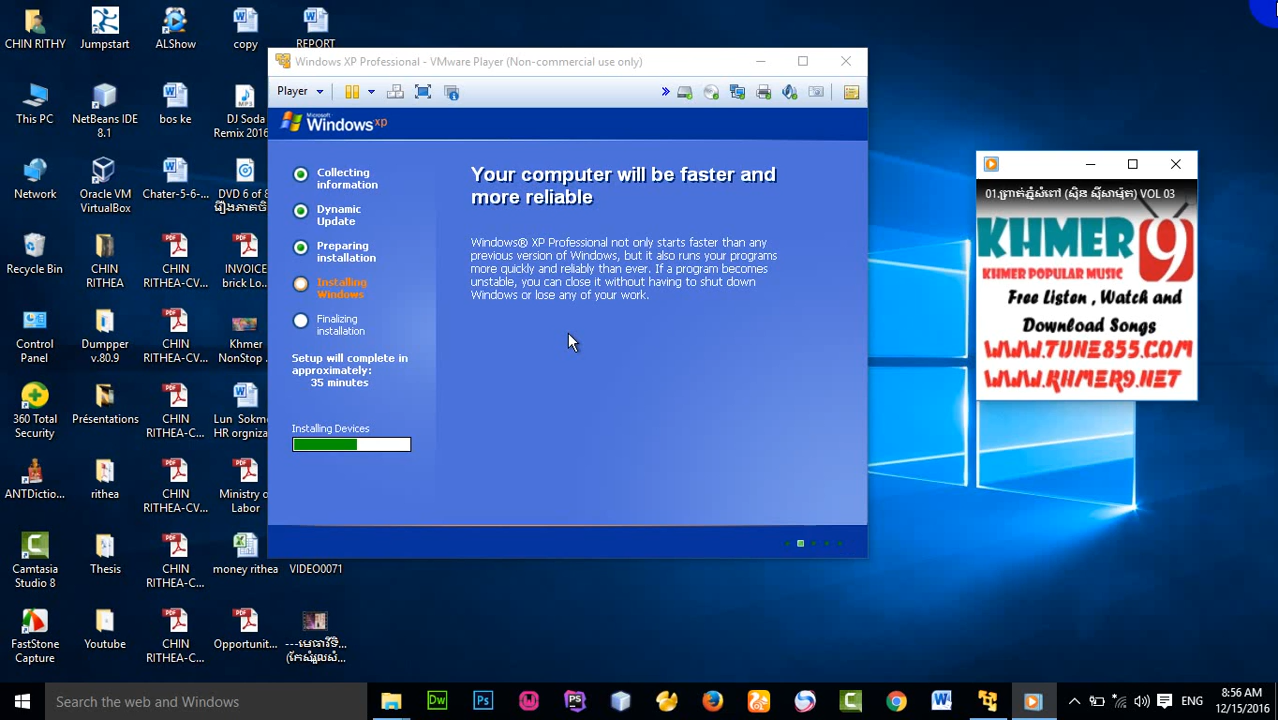 CHIN RITHY
Jumpstart
ALShow
copy
REPORT
This PC
NetBeans IDE
8.1
bos ke
DJ Soda
Remix 2016
Network
Oracle VM
VirtualBox
Chater-5-6-...
DVD 6 of 8
Recycle Bin
CHIN
RITHEA
CHIN
RITHEA-CV...
INVOICE
brick Lo...
Control
Panel
Dumpper
v.80.9
CHIN
RITHEA-CV...
Khmer
NonStop
360 Total
Security
Présentations
CHIN
RITHEA-C...
Lun Sokm
HR orgniza
ANTDictio...
rithea
CHIN
RITHEA-CV...
Ministry o
Labor
Camtasia
Studio 8
Thesis
CHIN
RITHEA-C...
money rithea
VIDEO0071
FastStone
Capture
Youtube
CHIN
RITHEA-C...
Opportunit...
Windows XP Professional - VMware Player (Non-commercial use only)
Player
Microsoft
Windows xp
Collecting
information
Dynamic
Update
Preparing
installation
Installing
Windows
Finalizing
installation
Setup will complete in
approximately:
35 minutes
Installing Devices
Your computer will be faster and
more reliable
Windows® XP Professional not only starts faster than any
previous version of Windows, but it also runs your programs
more quickly and reliably than ever. If a program becomes
unstable, you can close it without having to shut down
Windows or lose any of your work.
VOL 03
KHMER 9
KHMER POPULAR MUSIC
Free Listen , Watch and
Download Songs
WWW.TUNE855.COM
WWW.KHMER9.NET
Search the web and Windows
Dw
Ps
PS
ENG
8:56 AM
12/15/2016